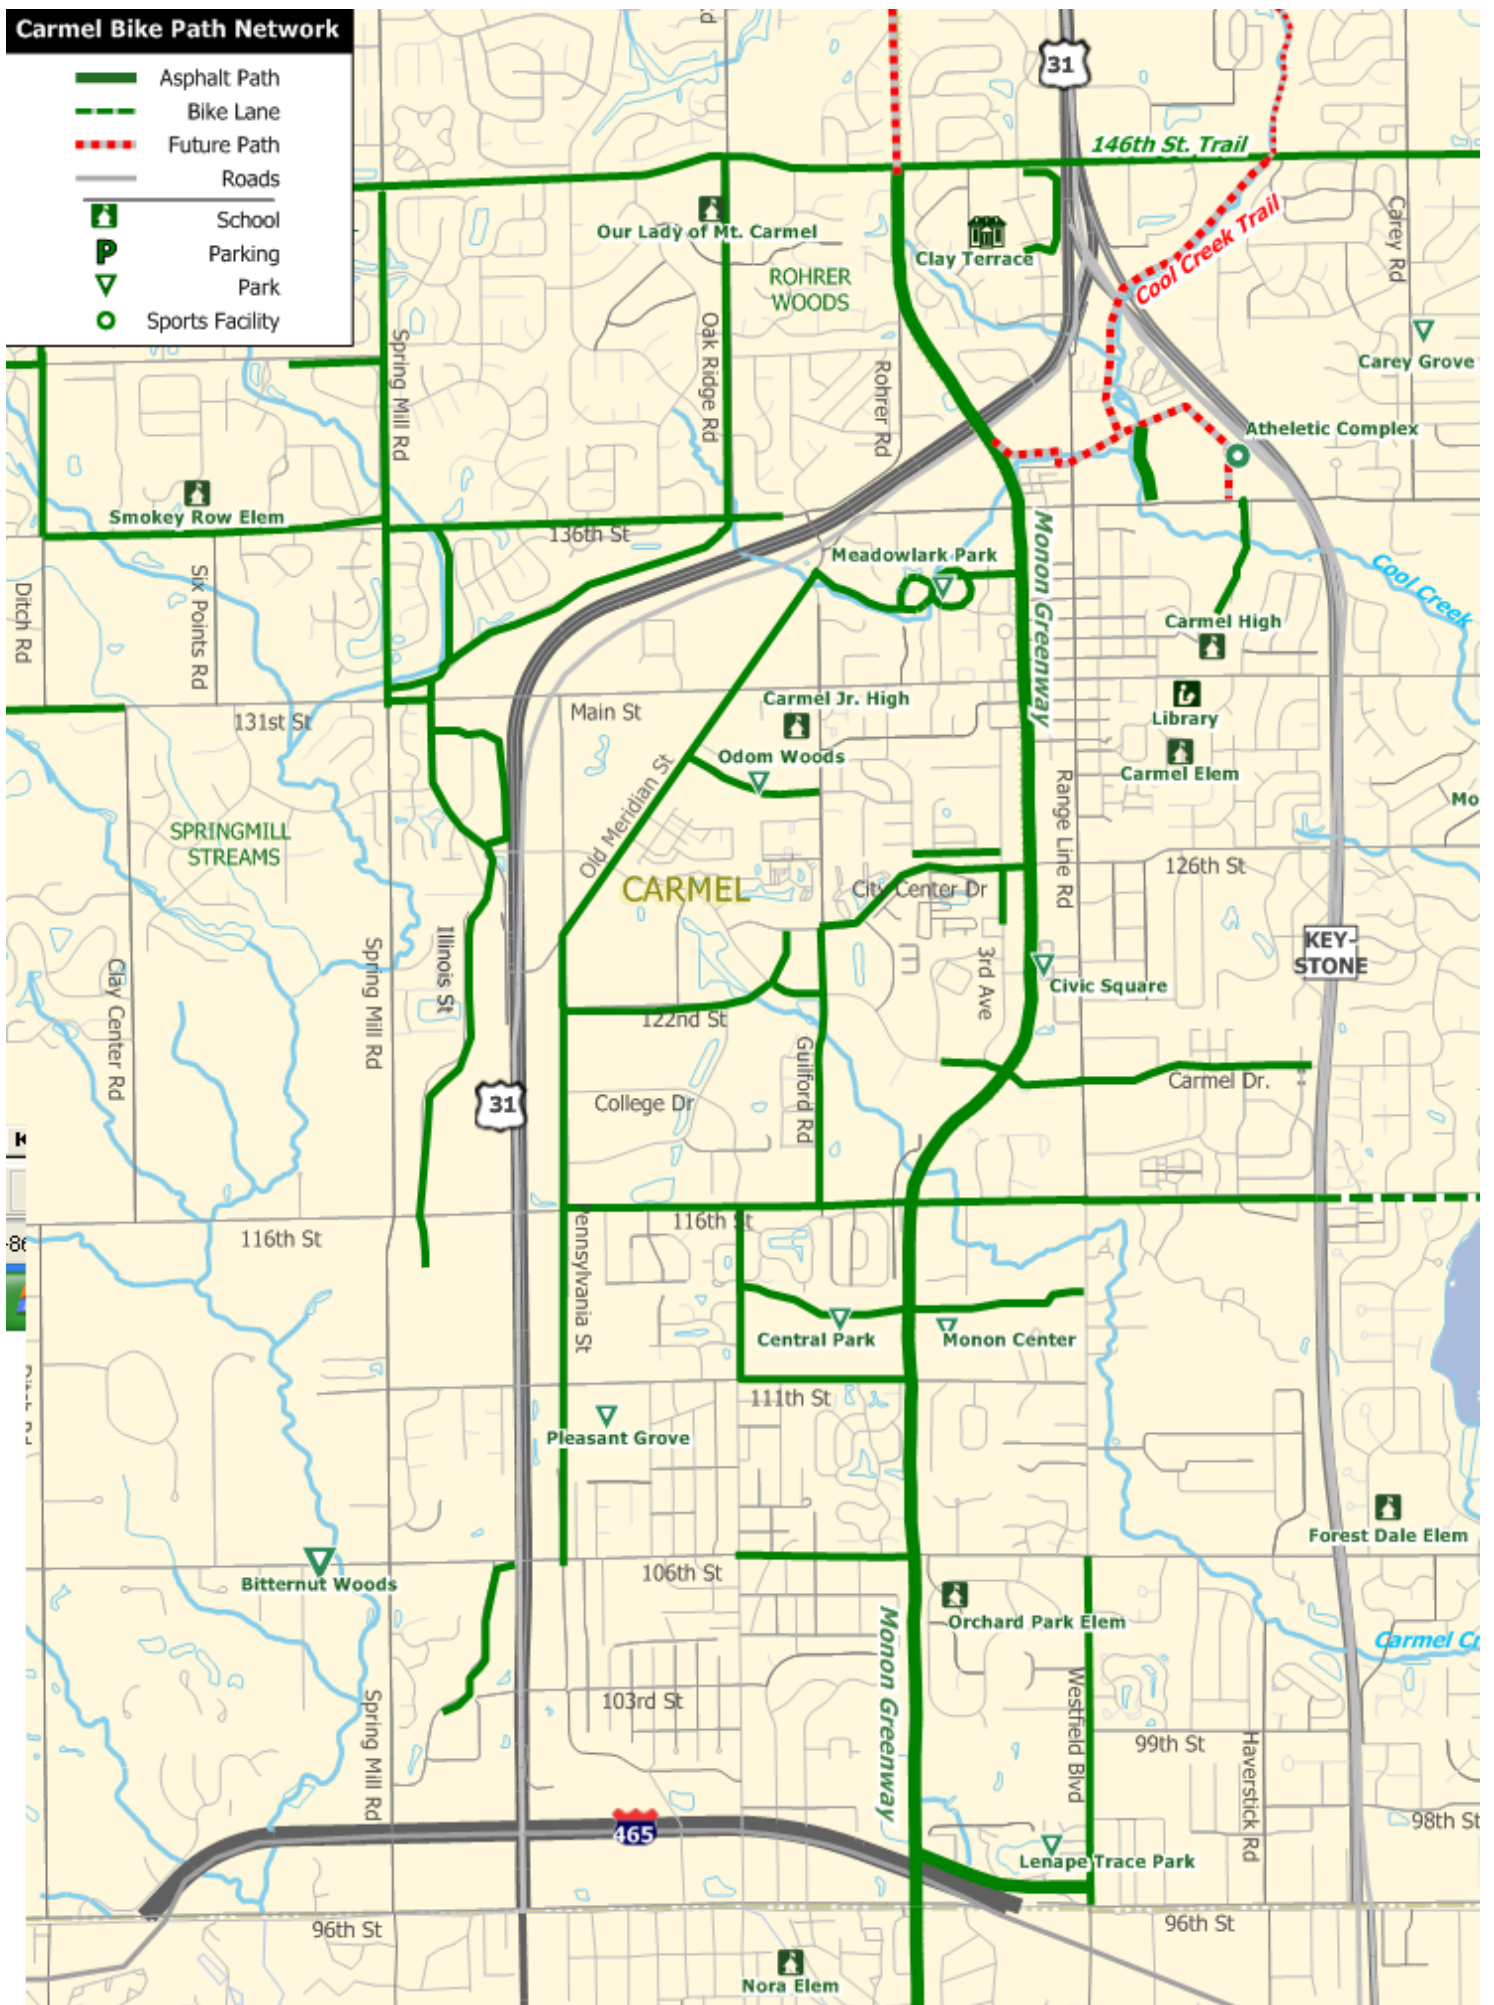 Carmel Bike Path Network
Asphalt Path
Bike Lane
Future Path
Roads
School
P
Parking
Park
Sports Facility
31
146th St. Trail
Our Lady of Mt. Carmel
Clay Terrace
ROHRER
WOODS
Cool Creek Trail
Carey Rd
Carey Grove
Spring Mill Rd
Oak Ridge Rd
Rohrer Rd
Atheletic Complex
Smokey Row Elem
136th St
Meadowlark Park
Monon Greenway
Cool Creek
Ditch Rd
Six Points Rd
Carmel High
131st St
Main St
Carmel Jr. High
Library
Odom Woods
Carmel Elem
Range Line Rd
Mo
SPRINGMILL
STREAMS
Old Meridian St
126th St
CARMEL
City Center Dr
KEY-
STONE
Clay Center Rd
Spring Mill Rd
Illinois St
3rd Ave
Civic Square
122nd St
Guilford Rd
Carmel Dr.
31
College Dr
K
-86
116th St
116th St
Pennsylvania St
Central Park
Monon Center
111th St
Pleasant Grove
Forest Dale Elem
106th St
Bitternut Woods
Orchard Park Elem
Monon Greenway
Carmel Cr
Spring Mill Rd
103rd St
Westfield Blvd
99th St
Haverstick Rd
98th St
465
Lenape Trace Park
96th St
96th St
Nora Elem